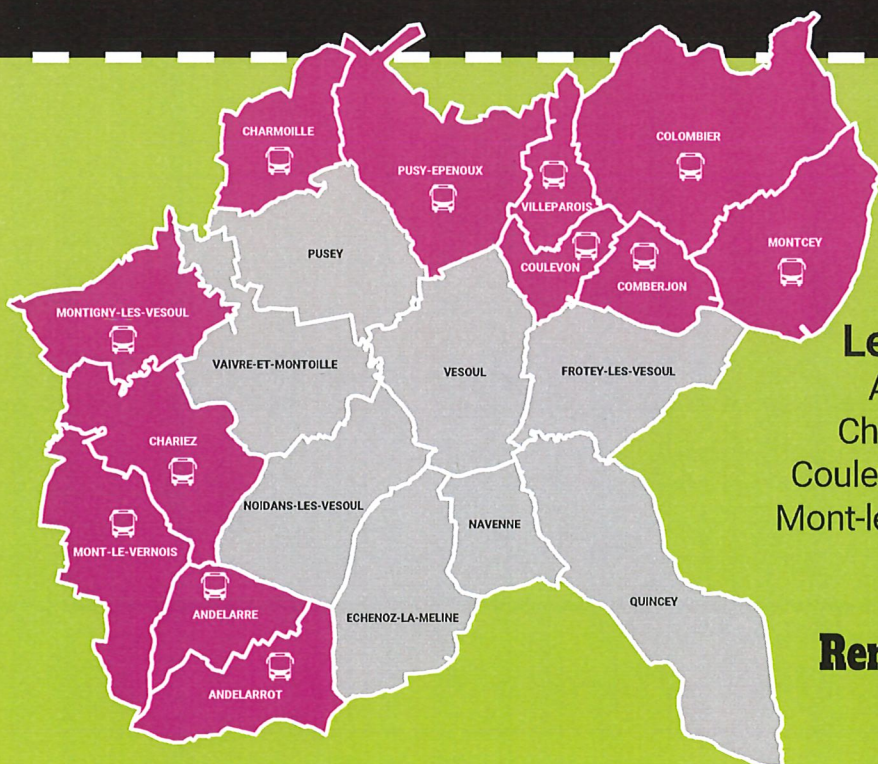 CHARMOILLE
COLOMBIER
PUSY-EPENOUX
VILLEPAROIS
MONTCEY
PUSEY
COULEVON
COMBERJON
MONTIGNY-LES-VESOUL
VAIVRE-ET-MONTOILLE
VESOUL
FROTEY-LES-VESOUL
Le
A
Ch
CHARIEZ
Coule
NOIDANS-LES-VESOUL
Mont-le
NAVENNE
MONT-LE-VERNOIS
QUINCEY
ANDELARRE
ECHENOZ-LA-MELINE
Ren
ANDELARROT